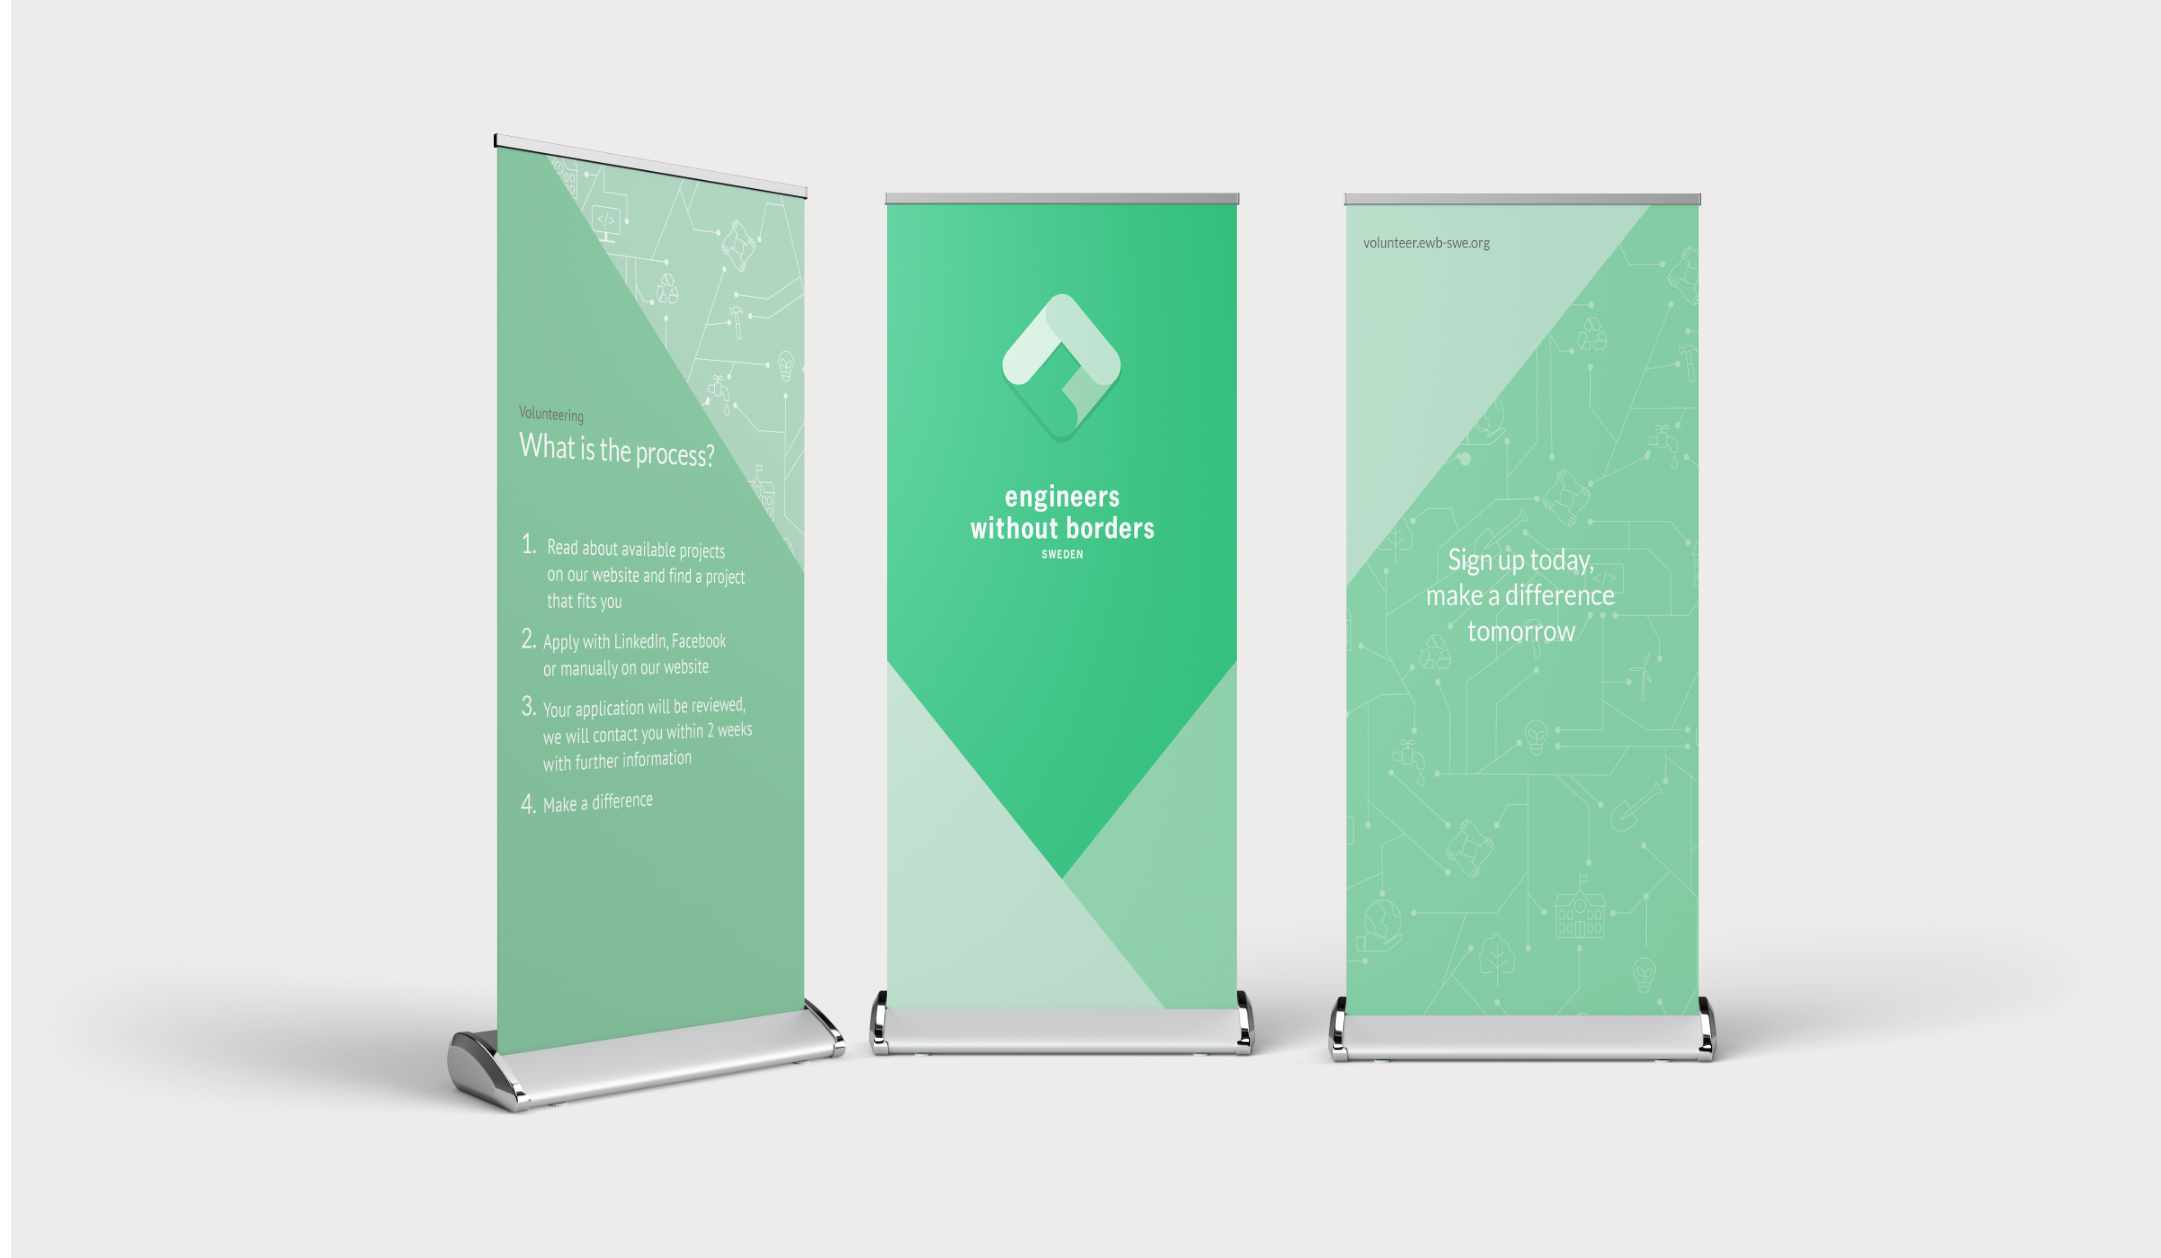 Volunteering
What is the process?
1. Read about available projects
on our website and find a project
that fits you
2. Apply with LinkedIn, Facebook
or manually on our website
3. Your application will be reviewed,
we will contact you within 2 weeks
with further information
4. Make a difference
</>
engineers
without borders
SWEDEN
volunteer.ewb-swe.org
Sign up today,
make a difference
tomorrow
</>